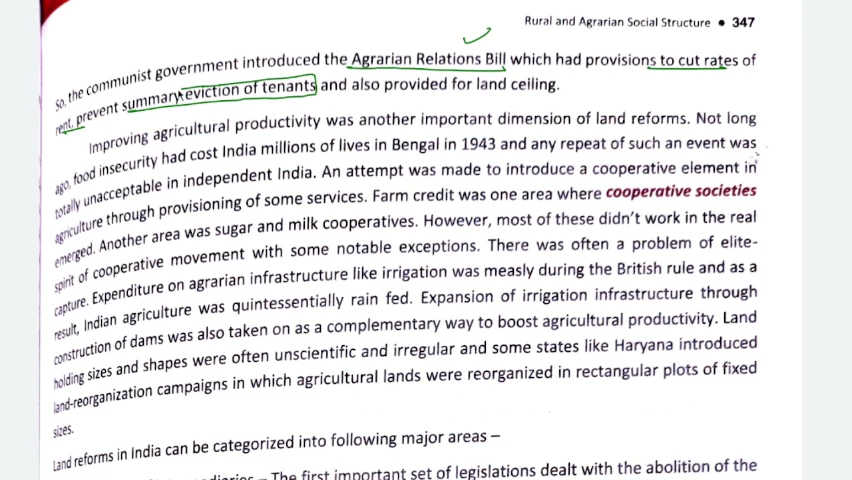 Rural and Agrarian Social Structure • 347
So, the communist government introduced the Agrarian Relations Bill which had provisions to cut rates of
rent, prevent summary eviction of tenants and also provided for land ceiling.
Improving agricultural productivity was another important dimension of land reforms. Not long
ago, food insecurity had cost India millions of lives in Bengal in 1943 and any repeat of such an event was
totally unacceptable in independent India. An attempt was made to introduce a cooperative element in
agriculture through provisioning of some services. Farm credit was one area where cooperative societies
emerged. Another area was sugar and milk cooperatives. However, most of these didn't work in the real
spirit of cooperative movement with some notable exceptions. There was often a problem of elite-
capture. Expenditure on agrarian infrastructure like irrigation was measly during the British rule and as a
result, Indian agriculture was quintessentially rain fed. Expansion of irrigation infrastructure through
construction of dams was also taken on as a complementary way to boost agricultural productivity. Land
holding sizes and shapes were often unscientific and irregular and some states like Haryana introduced
land-reorganization campaigns in which agricultural lands were reorganized in rectangular plots of fixed
sizes.
Land reforms in India can be categorized into following major areas –
– The first important set of legislations dealt with the abolition of the